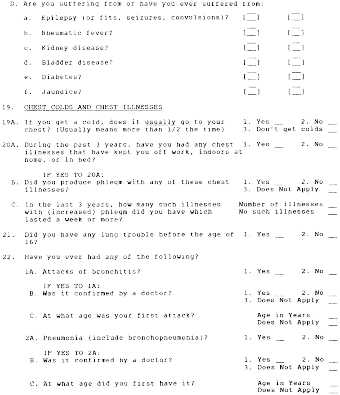 D. Are you suffering from or have you ever suffered from:
a. Epilepsy (or fits, seizures, convulsions)? [__] [__]
b. Rheumatic fever? [__] [__]
c. Kidney disease? [__] [__]
d. Bladder disease? [__] [__]
e. Diabetes? [__] [__]
f. Jaundice? [__] [__]
19. CHEST COLDS AND CHEST ILLNESSES
19A. If you get a cold, does it usually go to your 1. Yes __ 2. No __
chest? (Usually means more than 1/2 the time) 3. Don't get colds __
20A. During the past 3 years, have you had any chest 1. Yes __ 2. No __
illnesses that have kept you off work, indoors at
home, or in bed?
IF YES TO 20A:
B. Did you produce phlegm with any of these chest 1. Yes __ 2. No __
illnesses? 3. Does Not Apply __
C. In the last 3 years, how many such illnesses Number of illnesses __
with (increased) phlegm did you have which No such illnesses __
lasted a week or more?
21. Did you have any lung trouble before the age of 1. Yes __ 2. No __
16?
22. Have you ever had any of the following?
1A. Attacks of bronchitis? 1. Yes __ 2. No __
IF YES TO 1A:
B. Was it confirmed by a doctor? 1. Yes __ 2. No __
3. Does Not Apply __
C. At what age was your first attack? Age in Years __
Does Not Apply __
2A. Pneumonia (include bronchopneumonia)? 1. Yes __ 2. No __
IF YES TO 2A:
B. Was it confirmed by a doctor? 1. Yes __ 2. No __
3. Does Not Apply __
C. At what age did you first have it? Age in Years __
Does Not Apply __